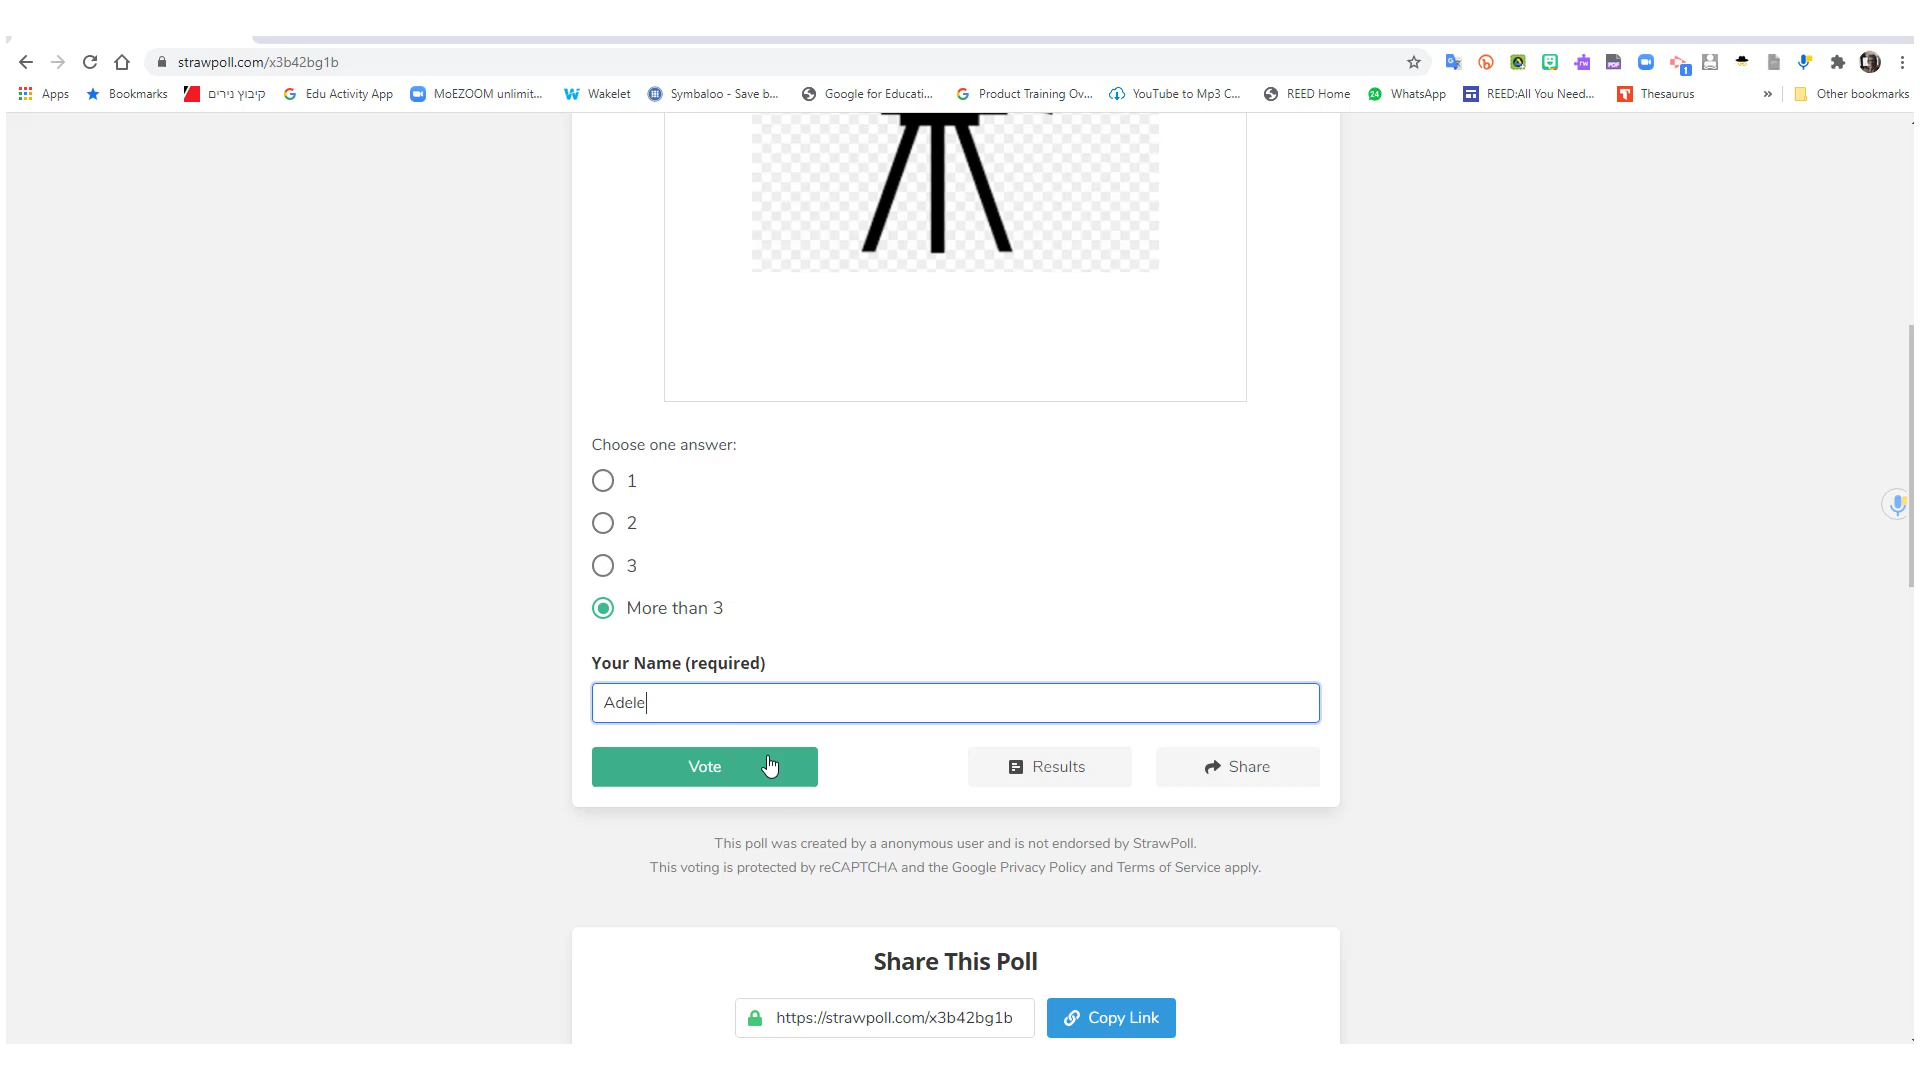 strawpoll.com/x3b42bg1b
Apps Bookmarks קיבוץ נירים Edu Activity App MoEZOOM unlimit... Wakelet Symbaloo - Save b... Google for Educati... Product Training Ov... YouTube to Mp3 C... REED Home 24 WhatsApp REED:All You Need... Thesaurus » Other bookmarks
Choose one answer:
1
2
3
More than 3
Your Name (required)
Adele
Vote Results Share
This poll was created by a anonymous user and is not endorsed by StrawPoll.
This voting is protected by reCAPTCHA and the Google Privacy Policy and Terms of Service apply.
Share This Poll
https://strawpoll.com/x3b42bg1b Copy Link